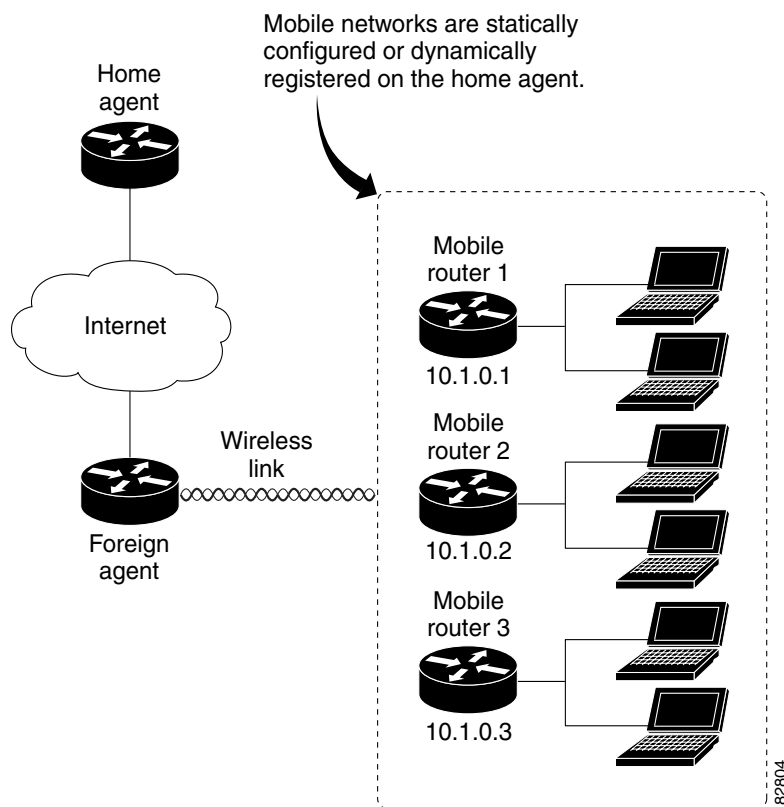 Mobile networks are statically
configured or dynamically
registered on the home agent.
Home
agent
Internet
Wireless
link
Foreign
agent
Mobile
router 1
10.1.0.1
Mobile
router 2
10.1.0.2
Mobile
router 3
10.1.0.3
82804